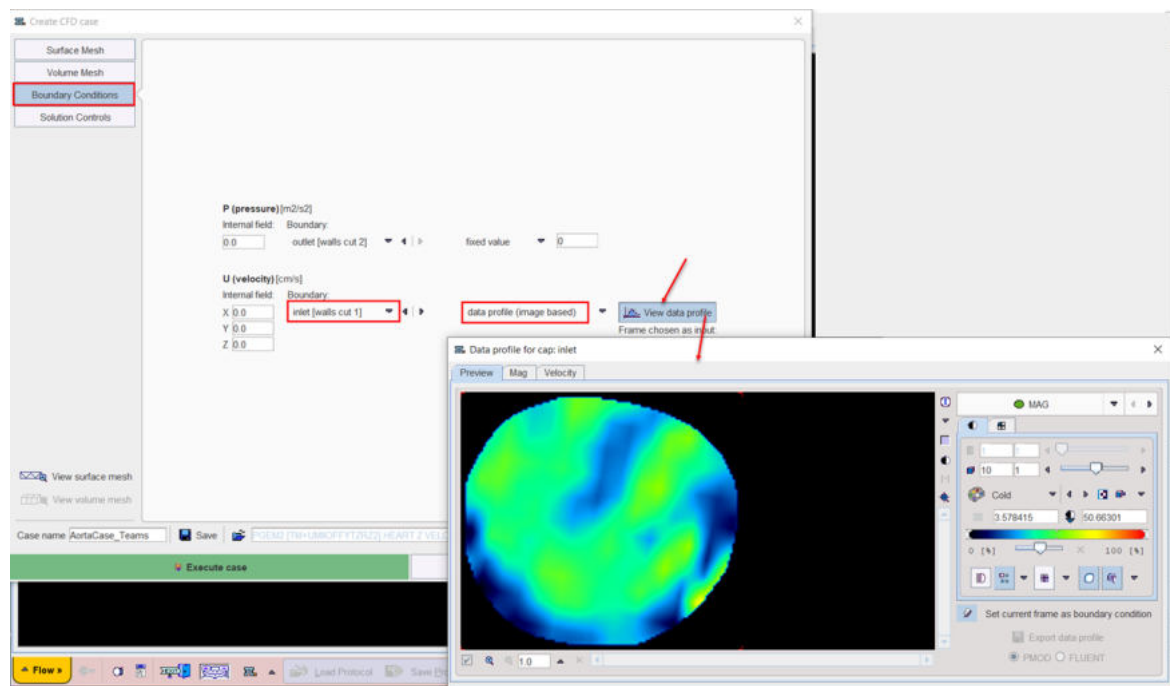 Create CFD case
Surface Mesh
Volume Mesh
Boundary Conditions
Solution Controls
P (pressure) [m2/s2]
Internal field: Boundary:
0.0 outlet [walls cut 2] fixed value 0
U (velocity) [cm/s]
Internal field: Boundary:
X 0.0 inlet [walls cut 1] data profile (image based) View data profile
Y 0.0 Frame chosen as input
Z 0.0
Data profile for cap: inlet
Preview Mag Velocity
MAG
1 1
10 1
Cold
3.578415 50.66301
0 [%] 100 [%]
Set current frame as boundary condition
Export data profile
PMOD FLUENT
1.0
View surface mesh
View volume mesh
Case name AortaCase_Teams Save
Execute case
Flow Load Protocol